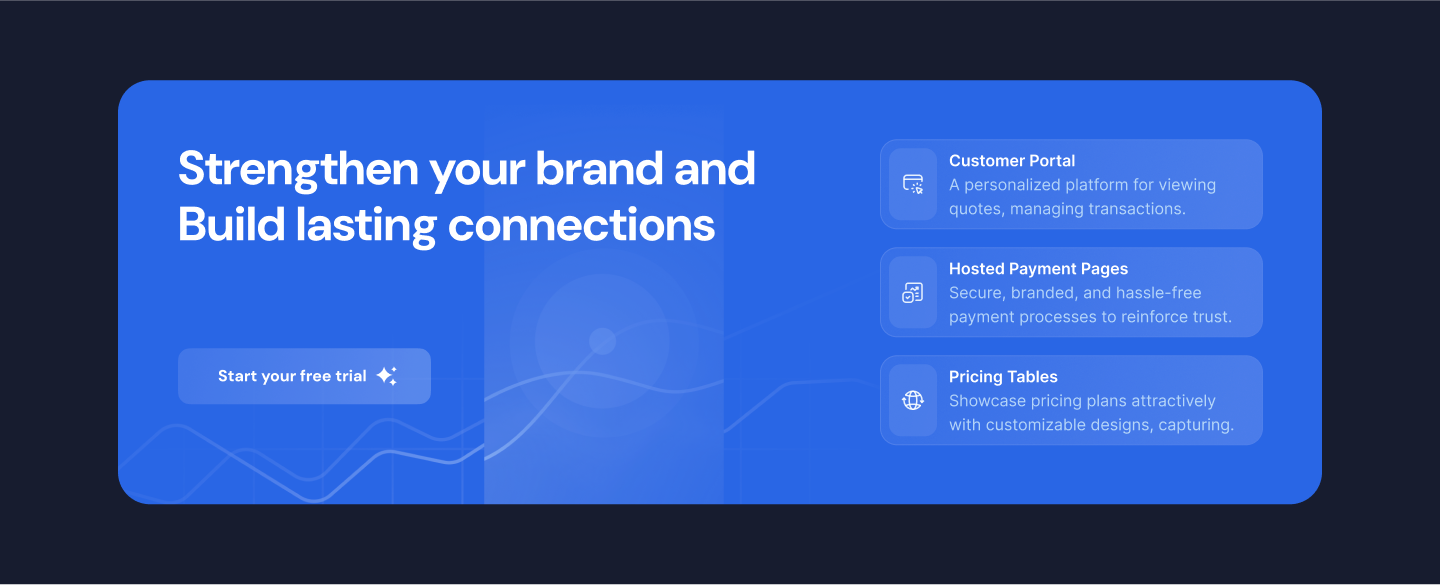 Strengthen your brand and
Build lasting connections
Start your free trial
Customer Portal
A personalized platform for viewing
quotes, managing transactions.
Hosted Payment Pages
Secure, branded, and hassle-free
payment processes to reinforce trust.
Pricing Tables
Showcase pricing plans attractively
with customizable designs, capturing.